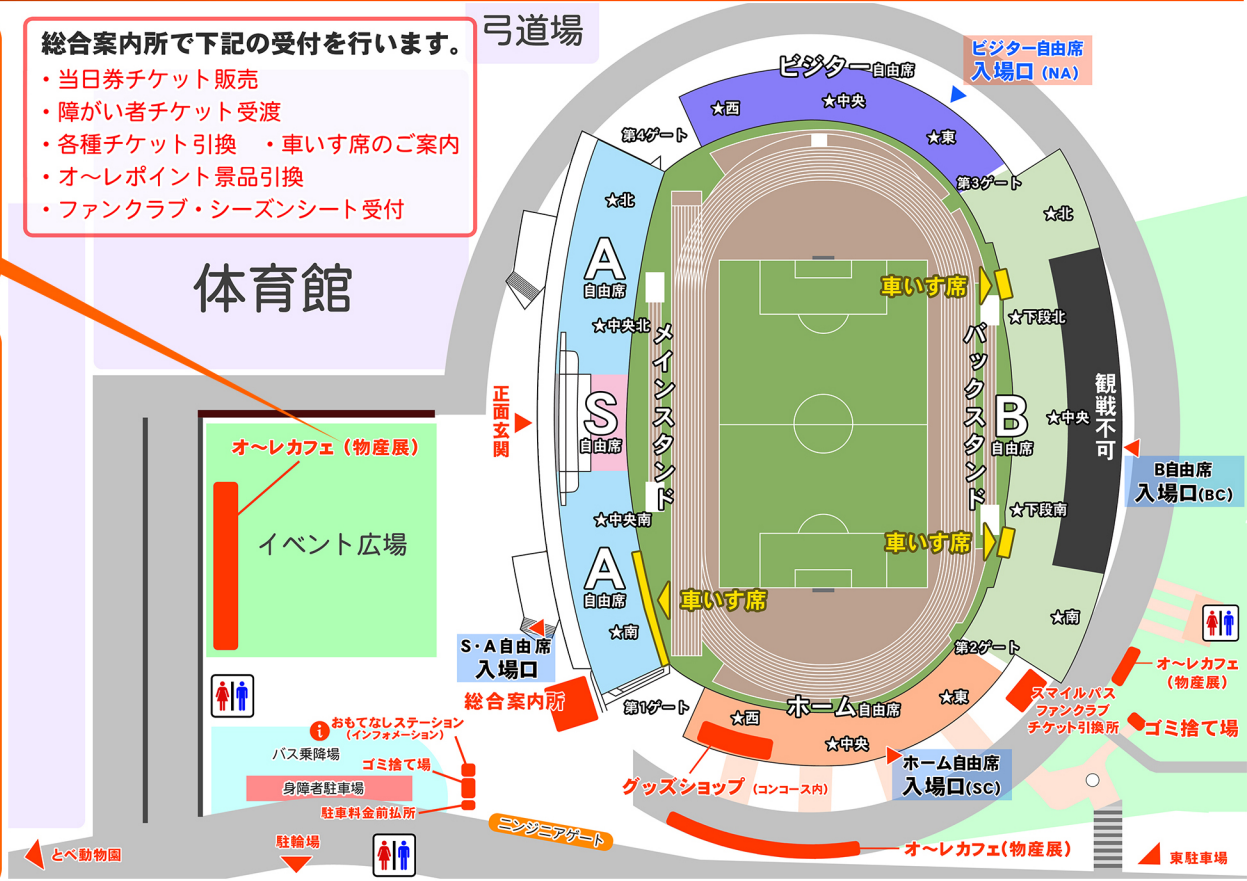 総合案内所で下記の受付を行います。
・当日券チケット販売
・障がい者チケット受渡
・各種チケット引換　・車いす席のご案内
・オ〜レポイント景品引換
・ファンクラブ・シーズンシート受付
弓道場
ビジター自由席
ビジター自由席
入場口(NA)
★西
★中央
★東
第4ゲート
第3ゲート
★北
★北
体育館
A
自由席
車いす席
★中央北
★下段北
メインスタンド
バックスタンド
正面玄関
S
自由席
B
自由席
★中央
観戦不可
B自由席
入場口(BC)
オ〜レカフェ(物産展)
イベント広場
★中央南
★下段南
車いす席
A
自由席
車いす席
★南
★南
S・A自由席
入場口
総合案内所
第1ゲート
第2ゲート
★西
ホーム自由席
★東
★中央
スマイルパス
ファンクラブ
チケット引換所
オ〜レカフェ
(物産展)
ゴミ捨て場
i
おもてなしステーション
(インフォメーション)
バス乗降場
ゴミ捨て場
身障者駐車場
駐車料金前払所
グッズショップ(コンコース内)
ホーム自由席
入場口(SC)
ニンジニアゲート
とべ動物園
駐輪場
オ〜レカフェ(物産展)
東駐車場